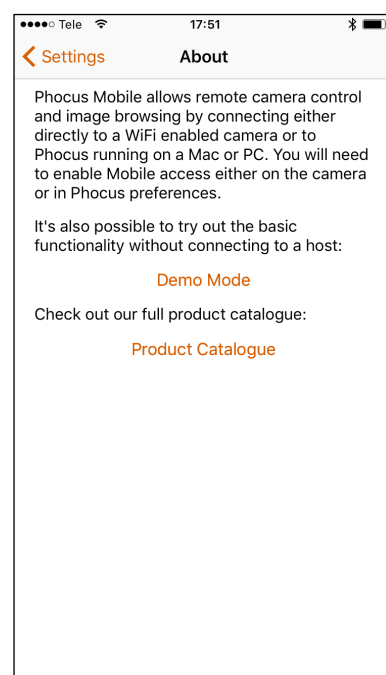 Tele 17:51
Settings About
Phocus Mobile allows remote camera control
and image browsing by connecting either
directly to a WiFi enabled camera or to
Phocus running on a Mac or PC. You will need
to enable Mobile access either on the camera
or in Phocus preferences.
It's also possible to try out the basic
functionality without connecting to a host:
Demo Mode
Check out our full product catalogue:
Product Catalogue